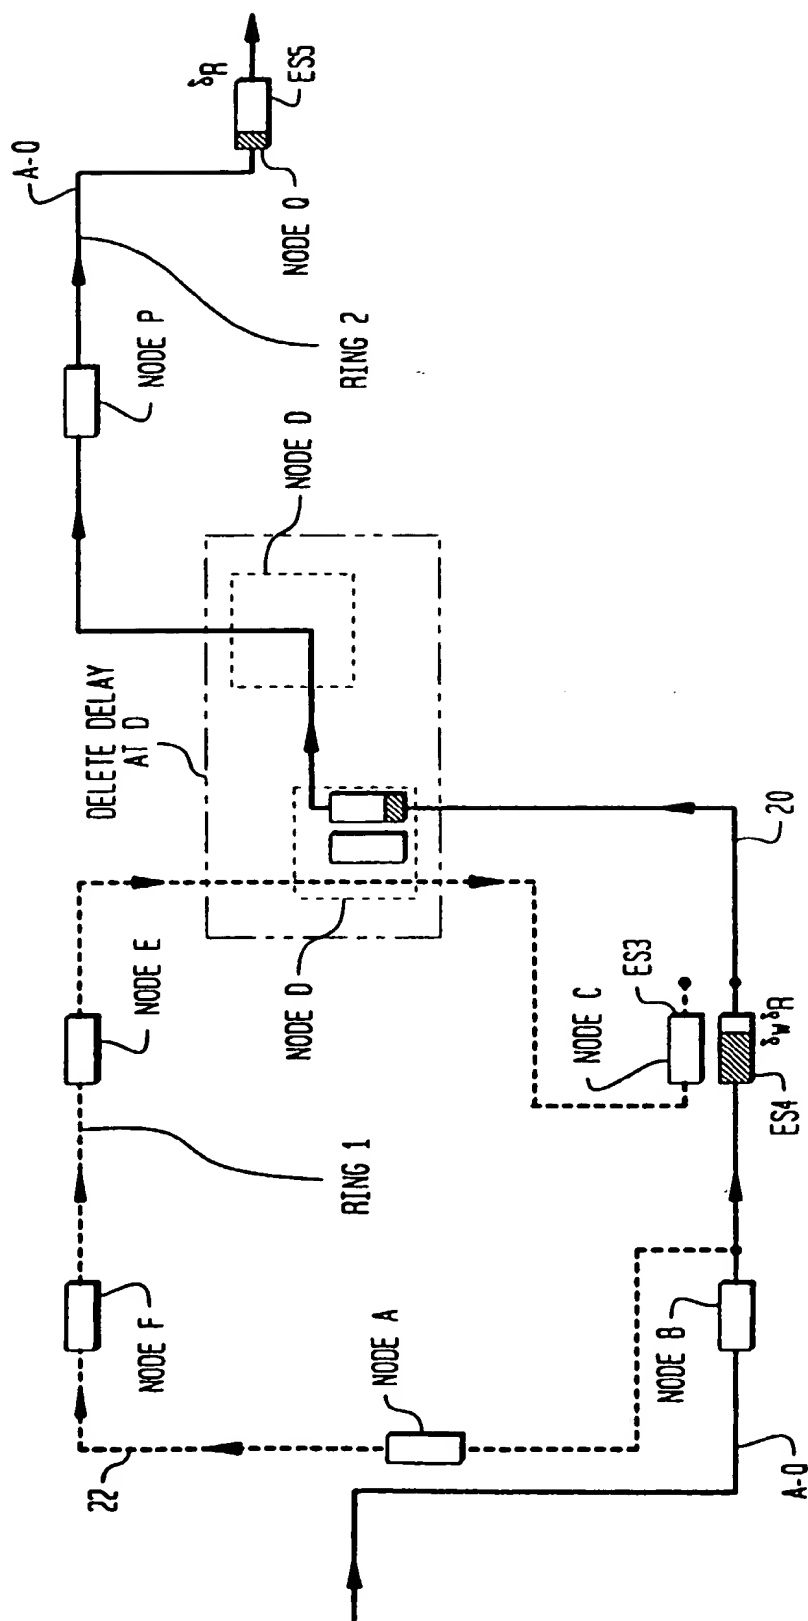 A-Q
22
DELETE DELAY
AT D
NODE F
NODE E
NODE P
δR
NODE D
NODE D
NODE Q
ES5
RING 1
RING 2
NODE A
NODE C
ES3
NODE B
δWδR
ES4
20
A-Q